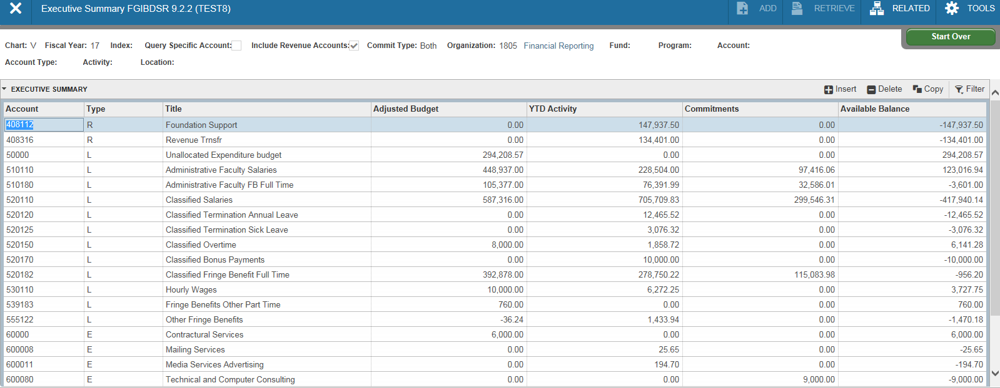 Executive Summary FGIBDSR 9.2.2 (TEST8) ADD RETRIEVE RELATED TOOLS
Start Over
Chart: V Fiscal Year: 17 Index: Query Specific Account: Include Revenue Accounts: Commit Type: Both Organization: 1805 Financial Reporting Fund: Program: Account:
Account Type: Activity: Location:
EXECUTIVE SUMMARY Insert Delete Copy Filter
Account Type Title Adjusted Budget YTD Activity Commitments Available Balance
408112 R Foundation Support 0.00 147,937.50 0.00 -147,937.50
408316 R Revenue Trnsfr 0.00 134,401.00 0.00 -134,401.00
50000 L Unallocated Expenditure budget 294,208.57 0.00 0.00 294,208.57
510110 L Administrative Faculty Salaries 448,937.00 228,504.00 97,416.06 123,016.94
510180 L Administrative Faculty FB Full Time 105,377.00 76,391.99 32,586.01 -3,601.00
520110 L Classified Salaries 587,316.00 705,709.83 299,546.31 -417,940.14
520120 L Classified Termination Annual Leave 0.00 12,465.52 0.00 -12,465.52
520125 L Classified Termination Sick Leave 0.00 3,076.32 0.00 -3,076.32
520150 L Classified Overtime 8,000.00 1,858.72 0.00 6,141.28
520170 L Classified Bonus Payments 0.00 10,000.00 0.00 -10,000.00
520182 L Classified Fringe Benefit Full Time 392,878.00 278,750.22 115,083.98 -956.20
530110 L Hourly Wages 10,000.00 6,272.25 0.00 3,727.75
539183 L Fringe Benefits Other Part Time 760.00 0.00 0.00 760.00
555122 L Other Fringe Benefits -36.24 1,433.94 0.00 -1,470.18
60000 E Contractural Services 6,000.00 0.00 0.00 6,000.00
600008 E Mailing Services 0.00 25.65 0.00 -25.65
600011 E Media Services Advertising 0.00 194.70 0.00 -194.70
600080 E Technical and Computer Consulting 0.00 0.00 9,000.00 -9,000.00